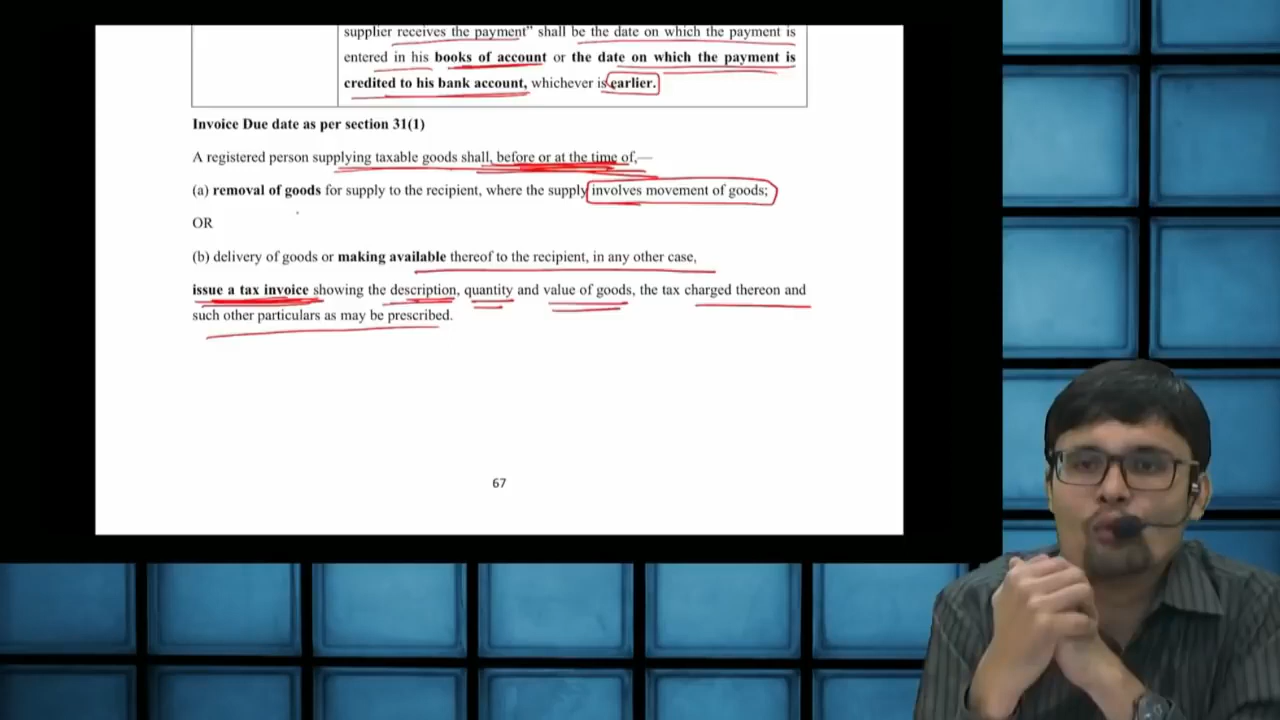 supplier receives the payment" shall be the date on which the payment is
entered in his books of account or the date on which the payment is
credited to his bank account, whichever is earlier.
Invoice Due date as per section 31(1)
A registered person supplying taxable goods shall, before or at the time of,—
(a) removal of goods for supply to the recipient, where the supply involves movement of goods;
OR
(b) delivery of goods or making available thereof to the recipient, in any other case,
issue a tax invoice showing the description, quantity and value of goods, the tax charged thereon and
such other particulars as may be prescribed.
67